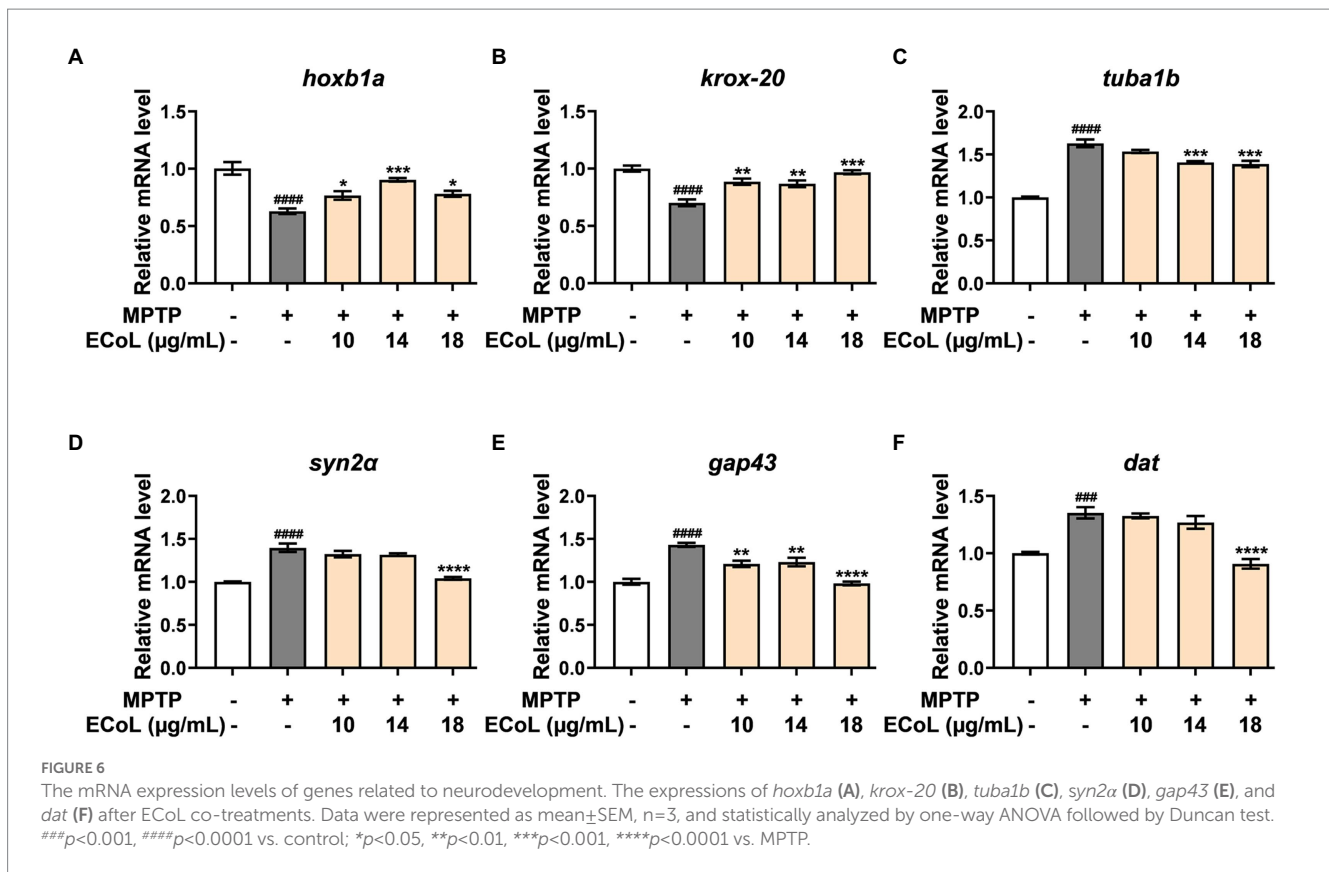 A
hoxb1a
Relative mRNA level
1.5
1.0
0.5
0.0
####
*
***
*
MPTP - + + + +
ECoL (µg/mL) - - 10 14 18
B
krox-20
Relative mRNA level
1.5
1.0
0.5
0.0
####
**
**
***
MPTP - + + + +
ECoL (µg/mL) - - 10 14 18
C
tuba1b
Relative mRNA level
2.0
1.5
1.0
0.5
0.0
####
***
***
MPTP - + + + +
ECoL (µg/mL) - - 10 14 18
D
syn2α
Relative mRNA level
2.0
1.5
1.0
0.5
0.0
####
****
MPTP - + + + +
ECoL (µg/mL) - - 10 14 18
E
gap43
Relative mRNA level
2.0
1.5
1.0
0.5
0.0
####
**
**
****
MPTP - + + + +
ECoL (µg/mL) - - 10 14 18
F
dat
Relative mRNA level
1.5
1.0
0.5
0.0
###
****
MPTP - + + + +
ECoL (µg/mL) - - 10 14 18
FIGURE 6
The mRNA expression levels of genes related to neurodevelopment. The expressions of hoxb1a (A), krox-20 (B), tuba1b (C), syn2α (D), gap43 (E), and
dat (F) after ECoL co-treatments. Data were represented as mean±SEM, n=3, and statistically analyzed by one-way ANOVA followed by Duncan test.
###p<0.001, ####p<0.0001 vs. control; *p<0.05, **p<0.01, ***p<0.001, ****p<0.0001 vs. MPTP.